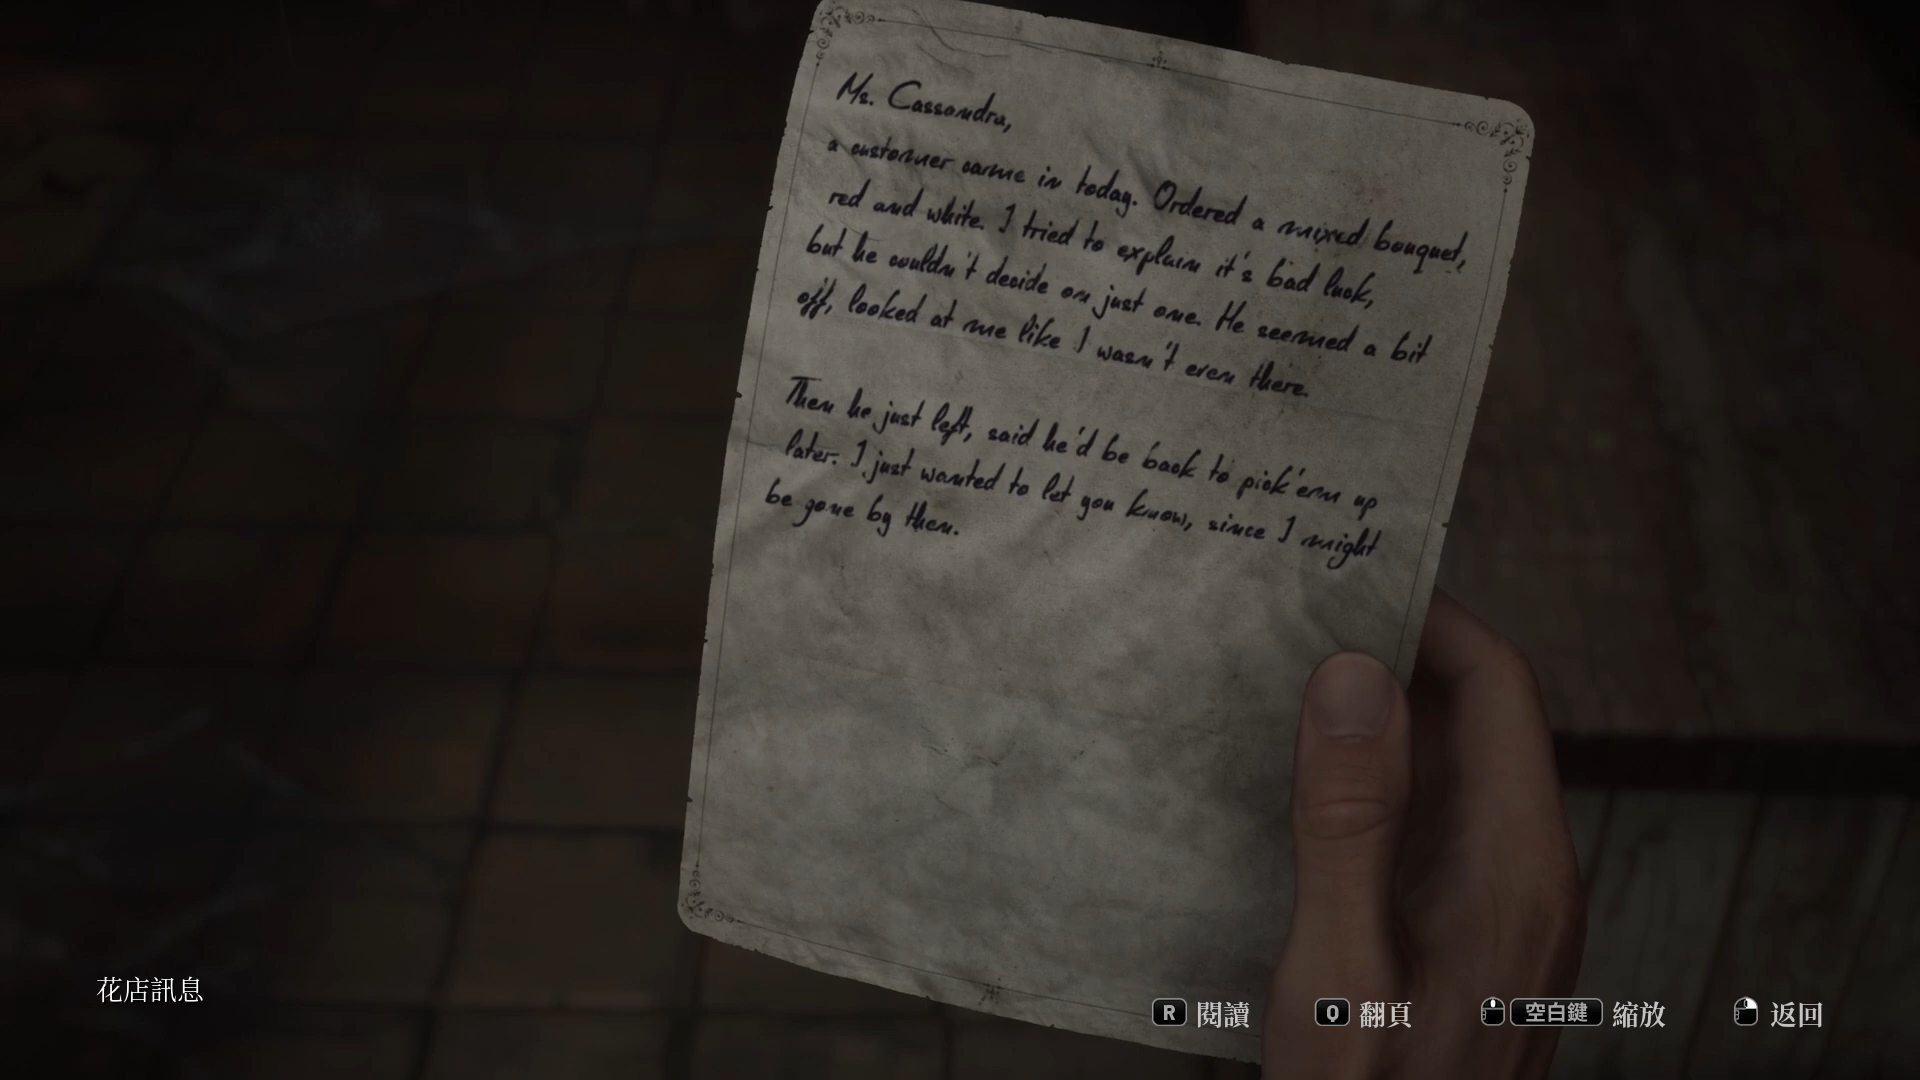 Ms. Cassandra,
a customer came in today. Ordered a mixed bouquet,
red and white. I tried to explain it's bad luck,
but he couldn't decide on just one. He seemed a bit
off, looked at me like I wasn't even there.
Then he just left, said he'd be back to pick'em up
later. I just wanted to let you know, since I might
be gone by then.
花店訊息
R 閱讀 Q 翻頁 空白鍵 縮放 返回